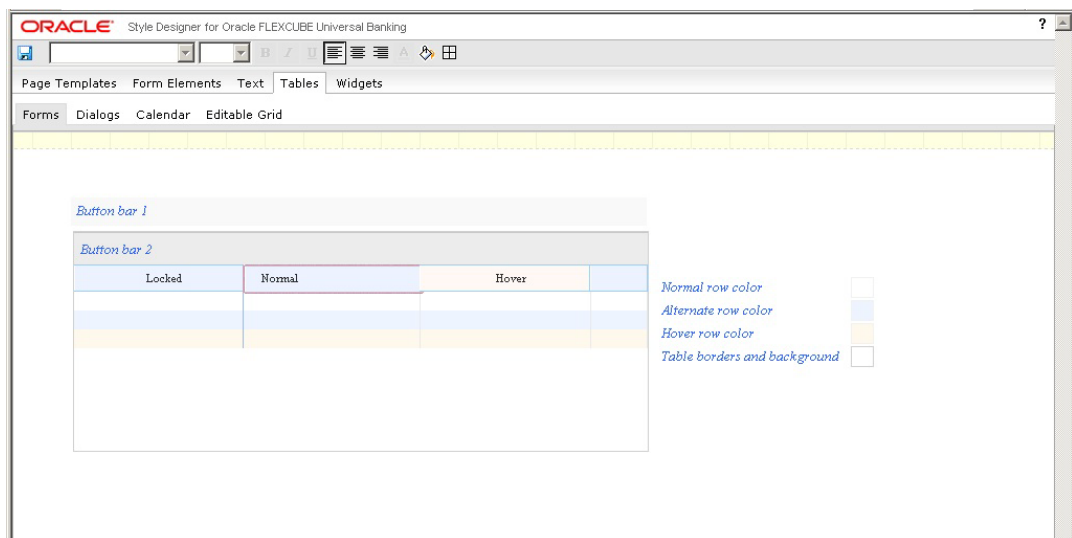 ORACLE® Style Designer for Oracle FLEXCUBE Universal Banking ?
B I U A
Page Templates Form Elements Text Tables Widgets
Forms Dialogs Calendar Editable Grid
Button bar 1
Button bar 2
Locked Normal Hover
Normal row color
Alternate row color
Hover row color
Table borders and background